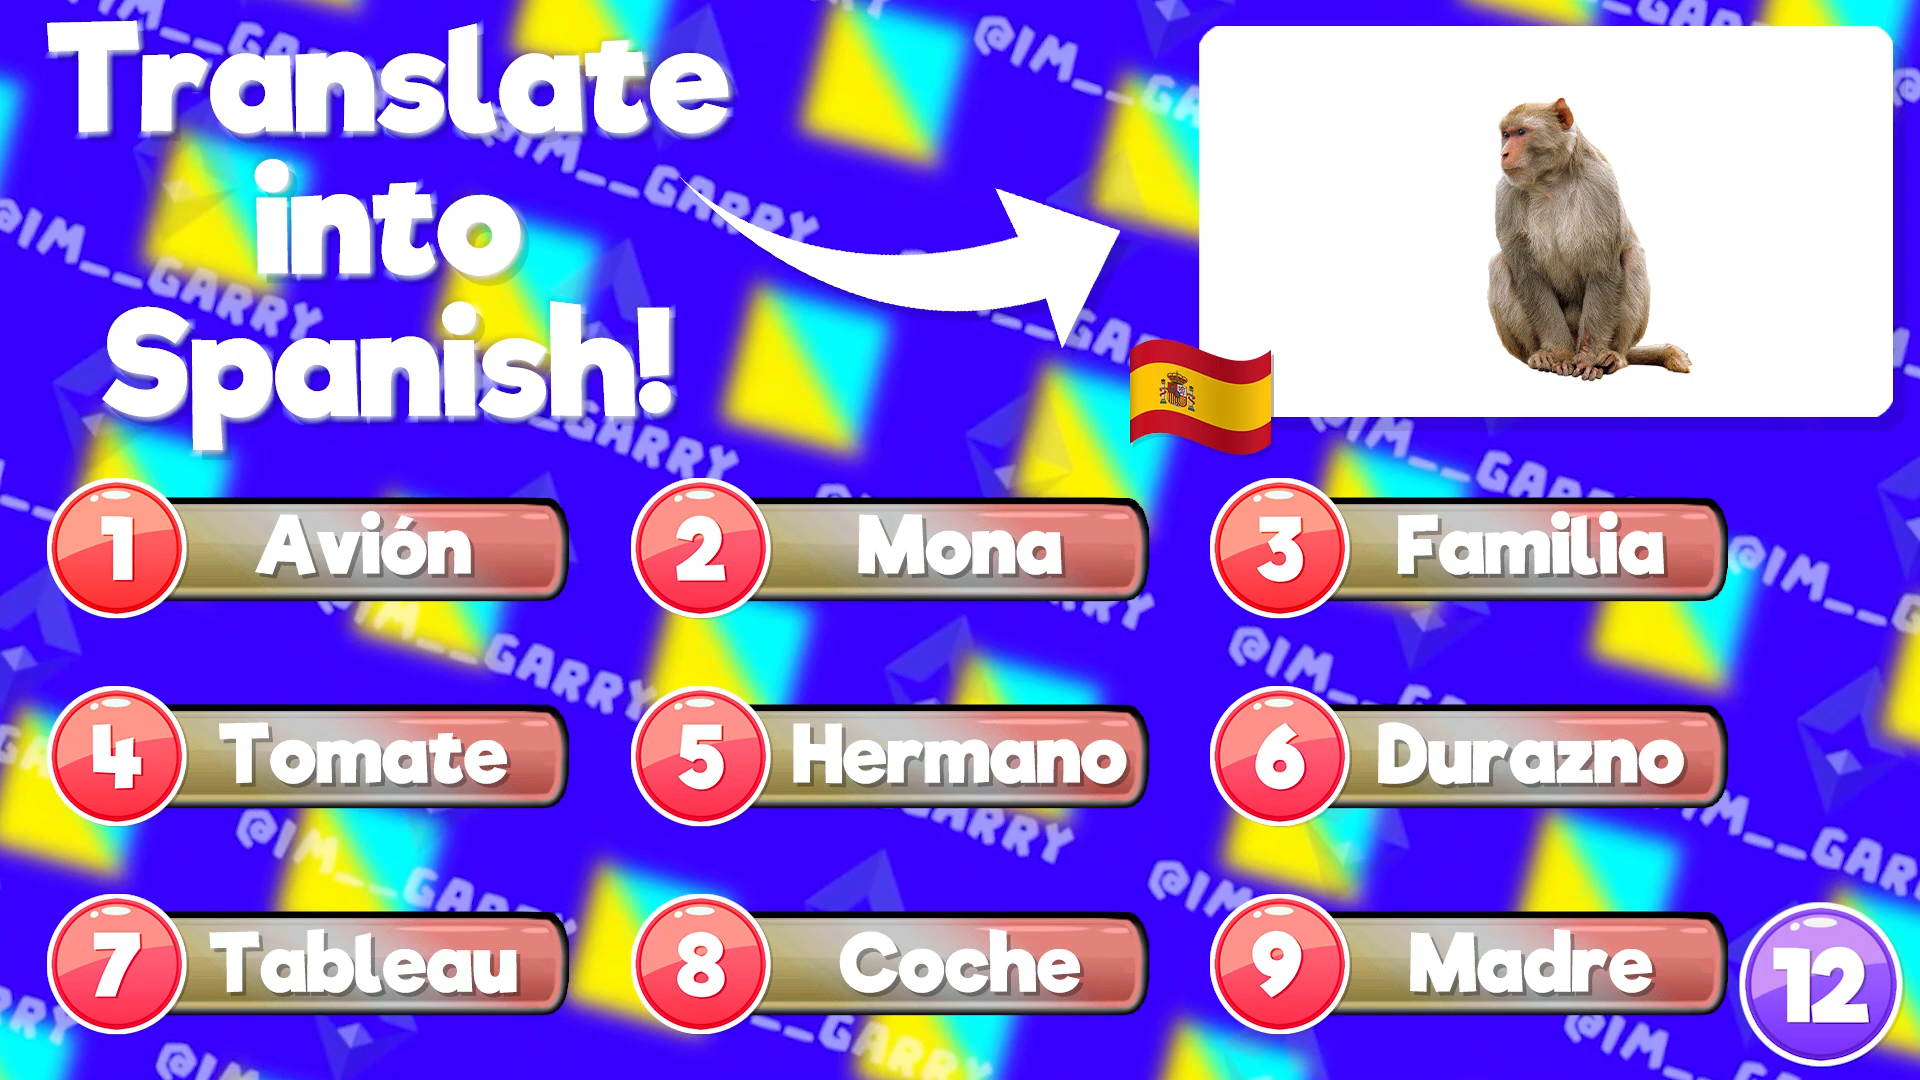 Translate
into
Spanish!
1 Avión
2 Mona
3 Familia
4 Tomate
5 Hermano
6 Durazno
7 Tableau
8 Coche
9 Madre
12
@IM__GARRY